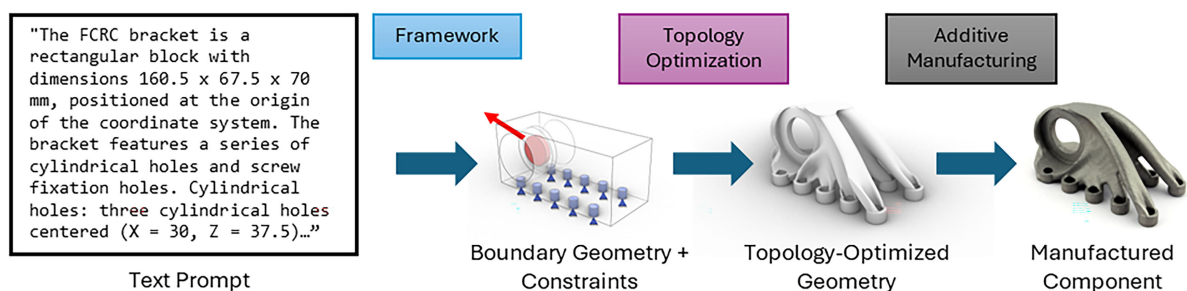 "The FCRC bracket is a
rectangular block with
dimensions 160.5 x 67.5 x 70
mm, positioned at the origin
of the coordinate system. The
bracket features a series of
cylindrical holes and screw
fixation holes. Cylindrical
holes: three cylindrical holes
centered (X = 30, Z = 37.5)…”
Text Prompt
Framework
Topology
Optimization
Additive
Manufacturing
Boundary Geometry +
Constraints
Topology-Optimized
Geometry
Manufactured
Component